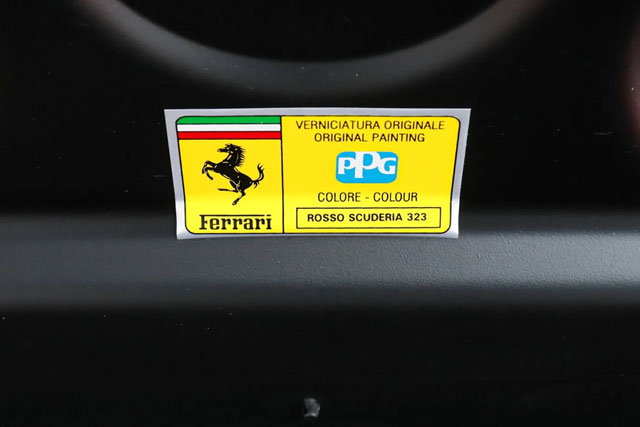 Ferrari
VERNICIATURA ORIGINALE
ORIGINAL PAINTING
PPG
COLORE - COLOUR
ROSSO SCUDERIA 323